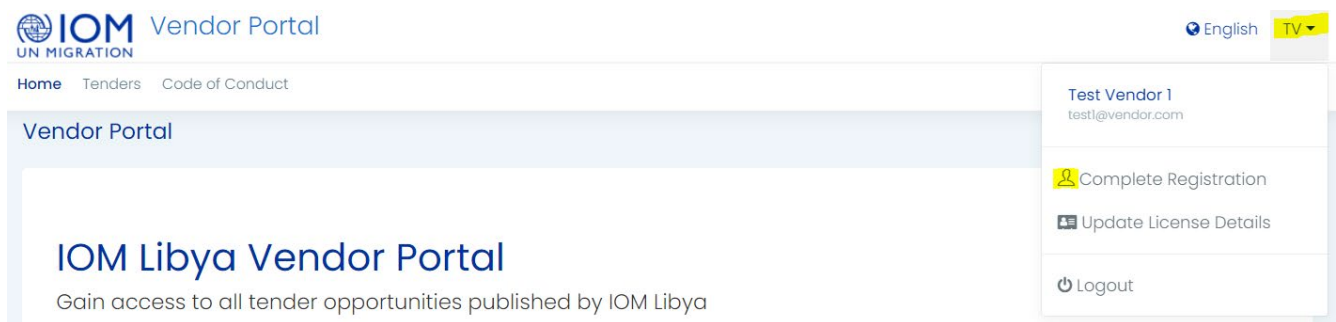 IOM
UN MIGRATION
Vendor Portal
English
TV
Home Tenders Code of Conduct
Test Vendor 1
test1@vendor.com
Complete Registration
Update License Details
Logout
Vendor Portal
IOM Libya Vendor Portal
Gain access to all tender opportunities published by IOM Libya